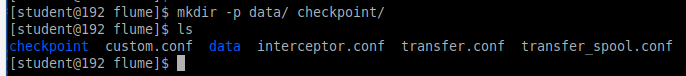 [student@192 flume]$ mkdir -p data/ checkpoint/
[student@192 flume]$ ls
checkpoint  custom.conf  data  interceptor.conf  transfer.conf  transfer_spool.conf
[student@192 flume]$